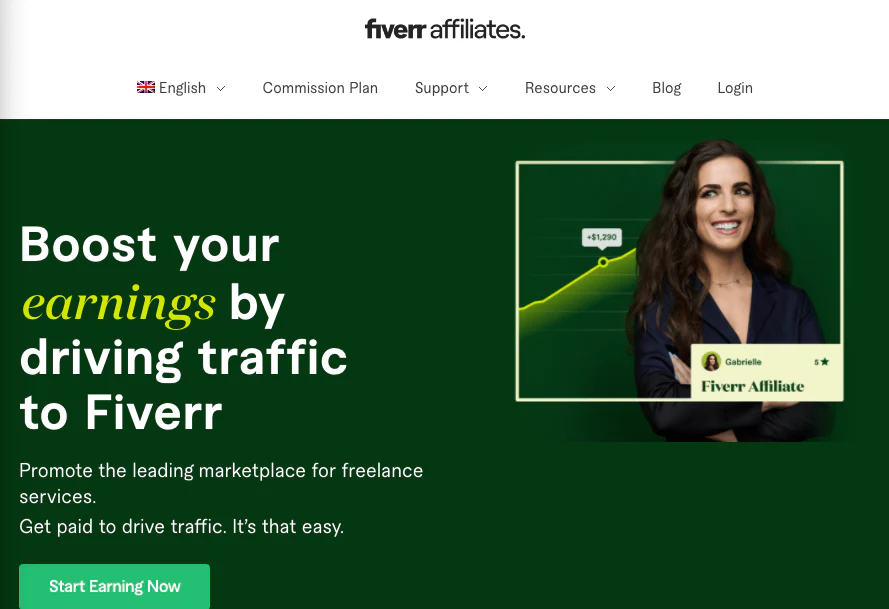 fiverr affiliates.
English
Commission Plan
Support
Resources
Blog
Login
Boost your
earnings by
driving traffic
to Fiverr
Promote the leading marketplace for freelance
services.
Get paid to drive traffic. It's that easy.
Start Earning Now
+$1,290
Gabrielle 5★
Fiverr Affiliate